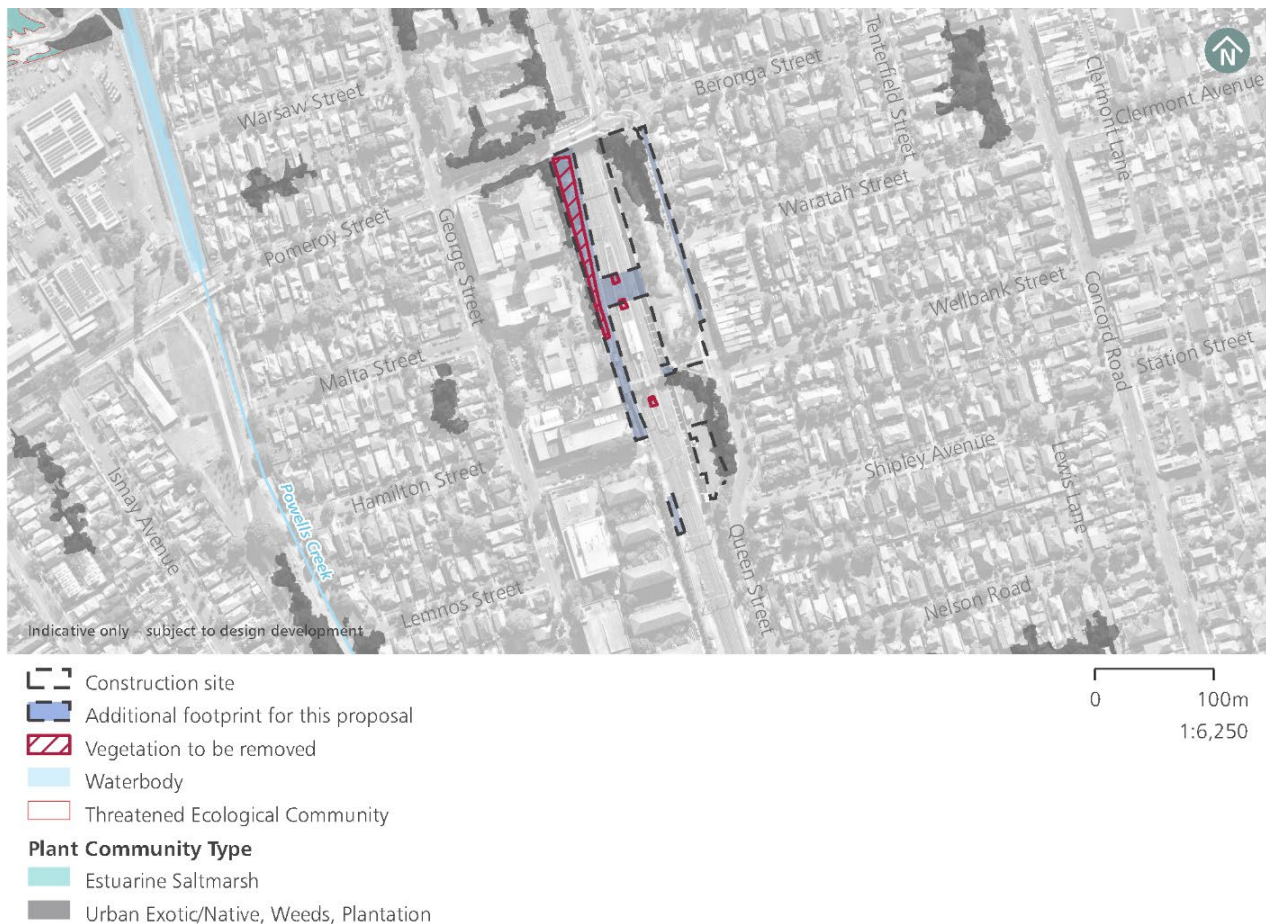 N
Beronga Street
Tenterfield Street
Clermont Lane
Clermont Avenue
Warsaw Street
Waratah Street
Pomeroy Street
George Street
Wellbank Street
Concord Road
Station Street
Malta Street
Shipley Avenue
Lewis Lane
Hamilton Street
Ismay Avenue
Powells Creek
Queen Street
Nelson Road
Lemnos Street
Indicative only – subject to design development
Construction site
Additional footprint for this proposal
Vegetation to be removed
Waterbody
Threatened Ecological Community
Plant Community Type
Estuarine Saltmarsh
Urban Exotic/Native, Weeds, Plantation
0 100m
1:6,250